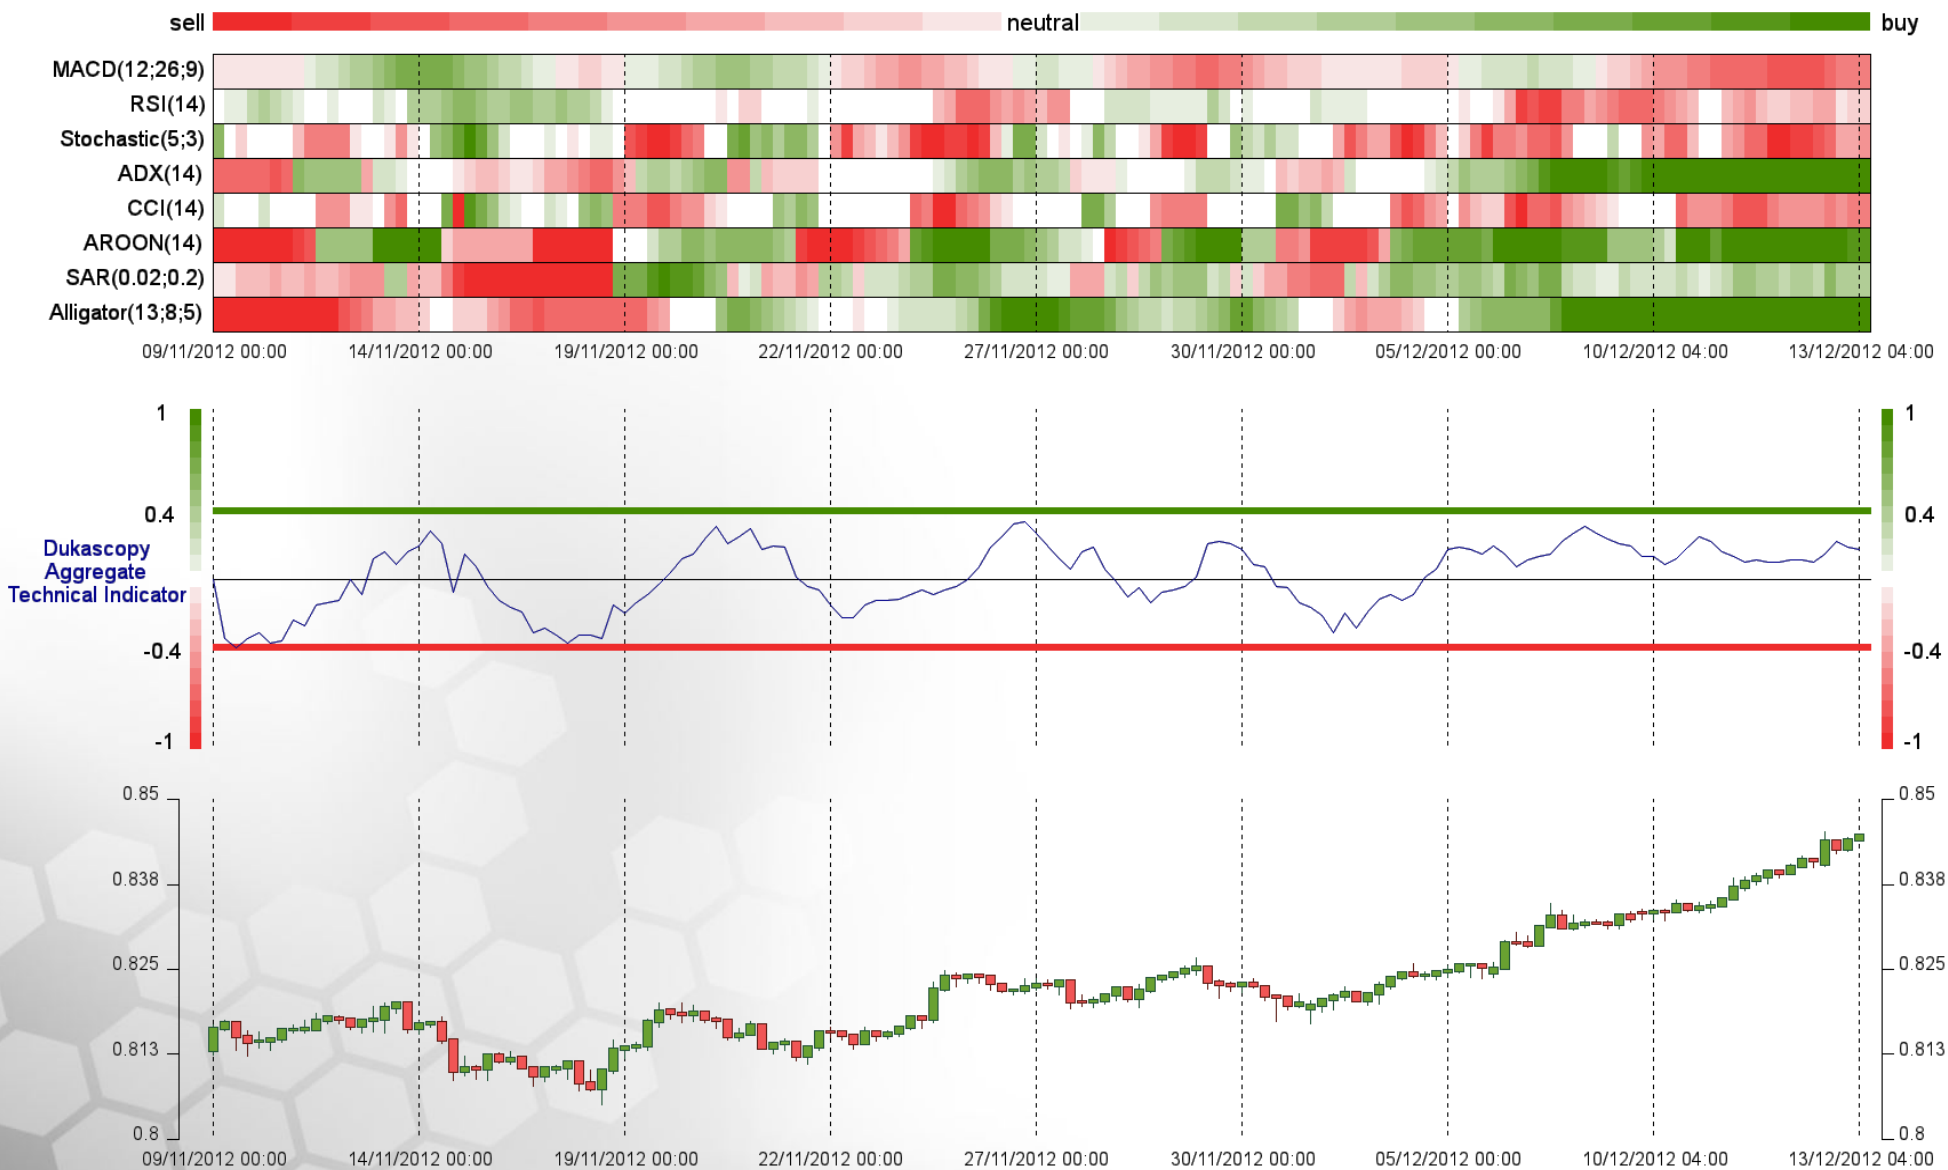 sell neutral buy
MACD(12;26;9)
RSI(14)
Stochastic(5;3)
ADX(14)
CCI(14)
AROON(14)
SAR(0.02;0.2)
Alligator(13;8;5)
09/11/2012 00:00 14/11/2012 00:00 19/11/2012 00:00 22/11/2012 00:00 27/11/2012 00:00 30/11/2012 00:00 05/12/2012 00:00 10/12/2012 04:00 13/12/2012 04:00
1 1
0.4 0.4
Dukascopy
Aggregate
Technical Indicator
-0.4 -0.4
-1 -1
0.85 0.85
0.838 0.838
0.825 0.825
0.813 0.813
0.8 0.8
09/11/2012 00:00 14/11/2012 00:00 19/11/2012 00:00 22/11/2012 00:00 27/11/2012 00:00 30/11/2012 00:00 05/12/2012 00:00 10/12/2012 04:00 13/12/2012 04:00